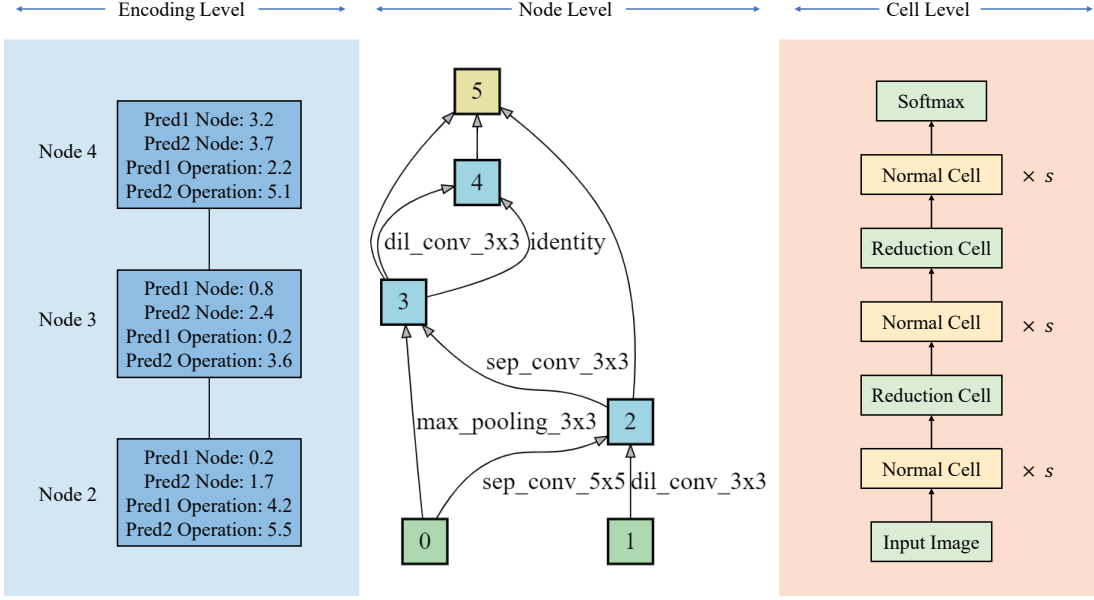 Encoding Level
Node Level
Cell Level
Node 4
Pred1 Node: 3.2
Pred2 Node: 3.7
Pred1 Operation: 2.2
Pred2 Operation: 5.1
Node 3
Pred1 Node: 0.8
Pred2 Node: 2.4
Pred1 Operation: 0.2
Pred2 Operation: 3.6
Node 2
Pred1 Node: 0.2
Pred2 Node: 1.7
Pred1 Operation: 4.2
Pred2 Operation: 5.5
5
4
dil_conv_3x3
identity
3
sep_conv_3x3
max_pooling_3x3
2
sep_conv_5x5
dil_conv_3x3
0
1
Softmax
Normal Cell × s
Reduction Cell
Normal Cell × s
Reduction Cell
Normal Cell × s
Input Image